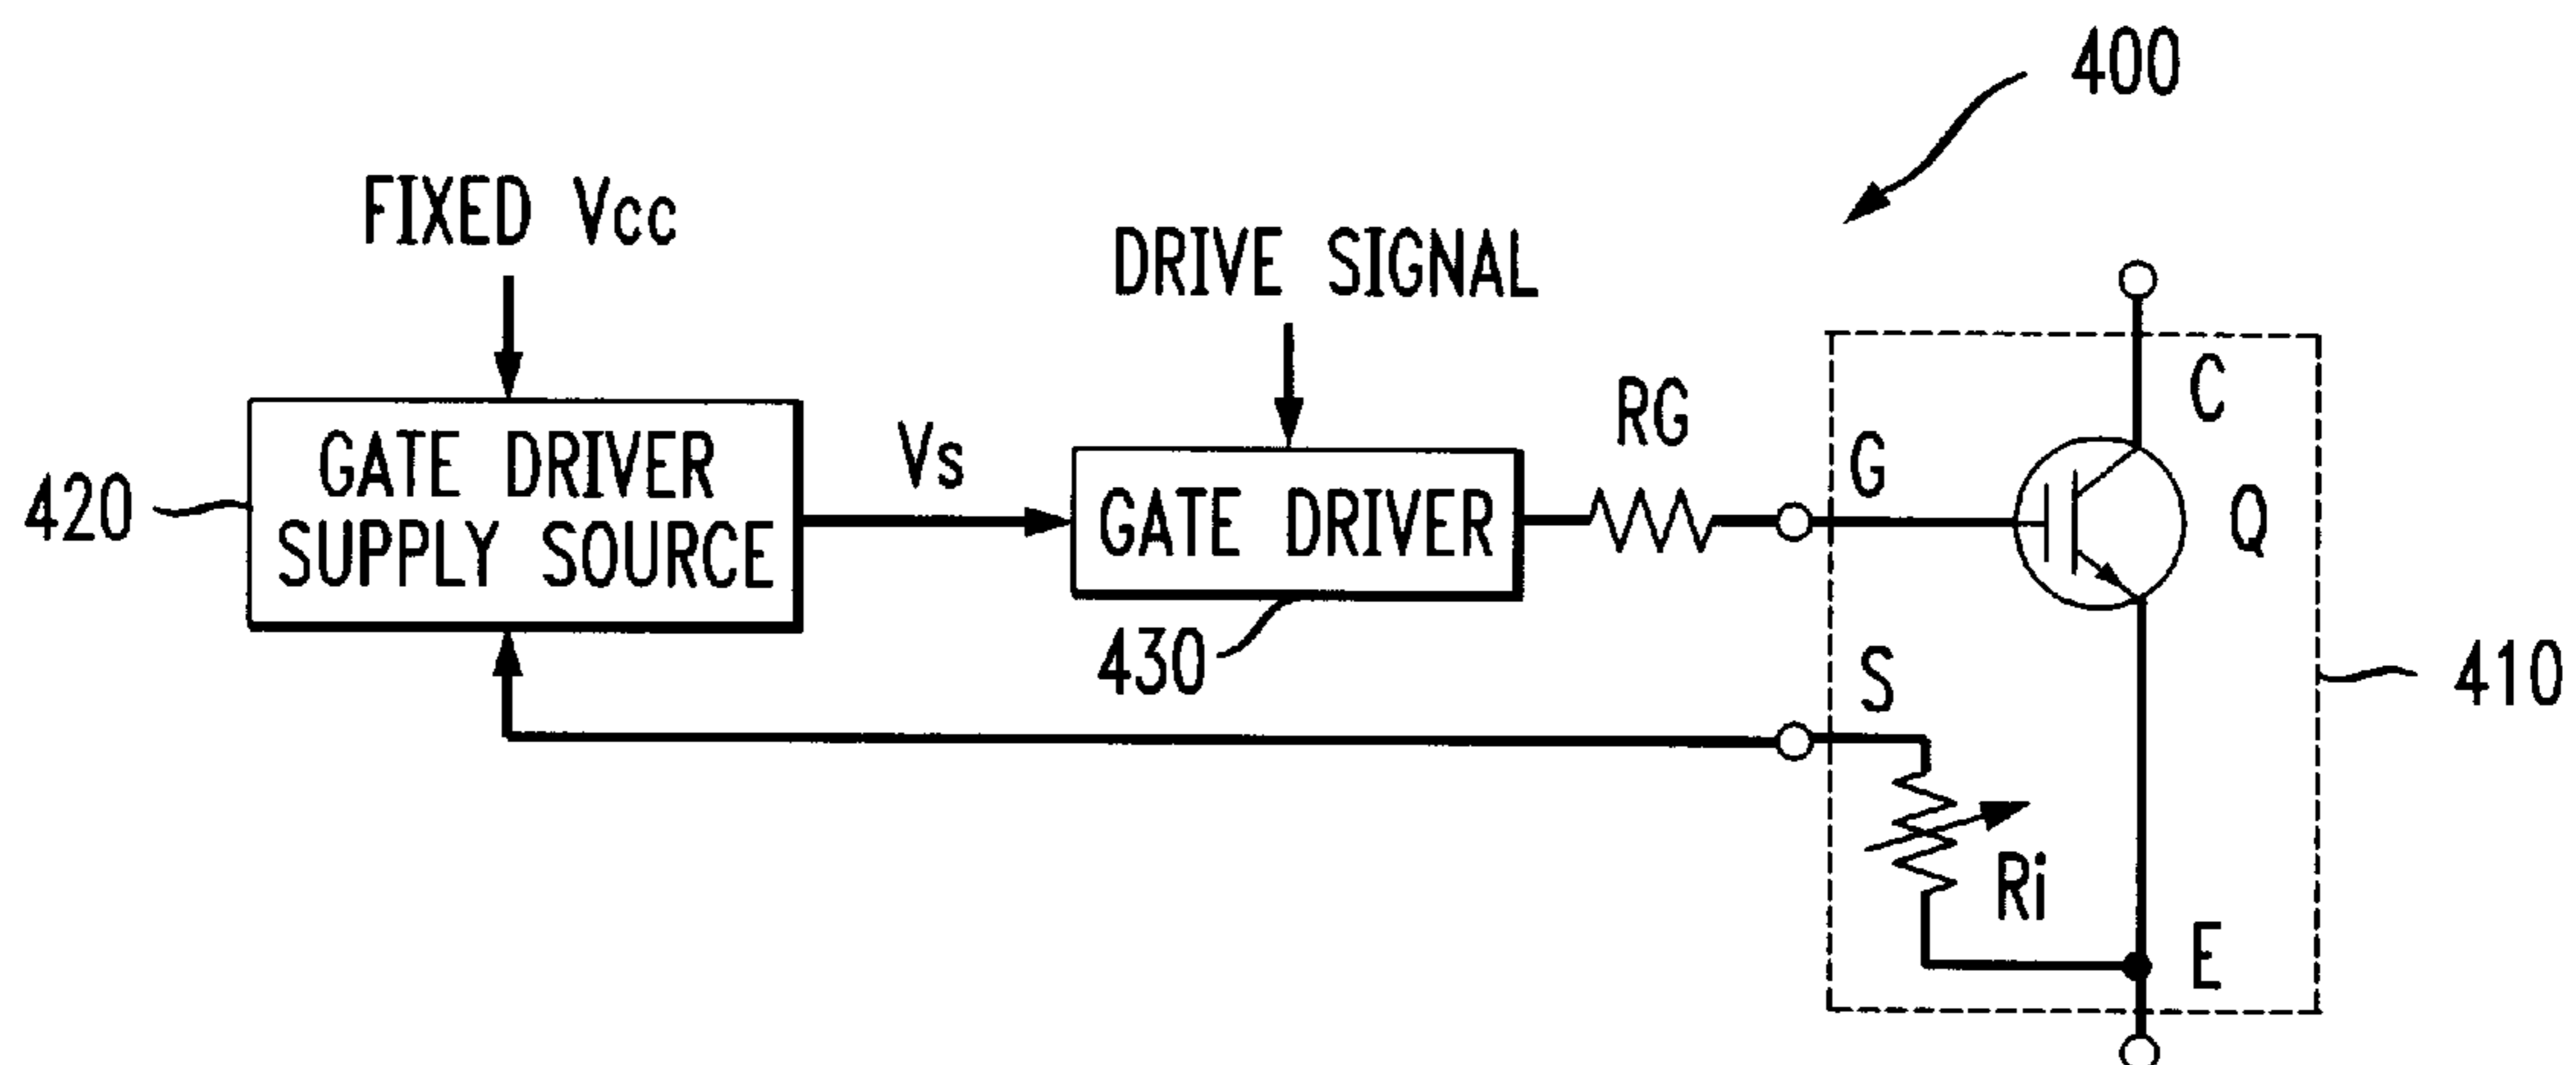 400
FIXED Vcc
DRIVE SIGNAL
GATE DRIVER
SUPPLY SOURCE
420
Vs
GATE DRIVER
430
RG
G
C
Q
S
410
Ri
E